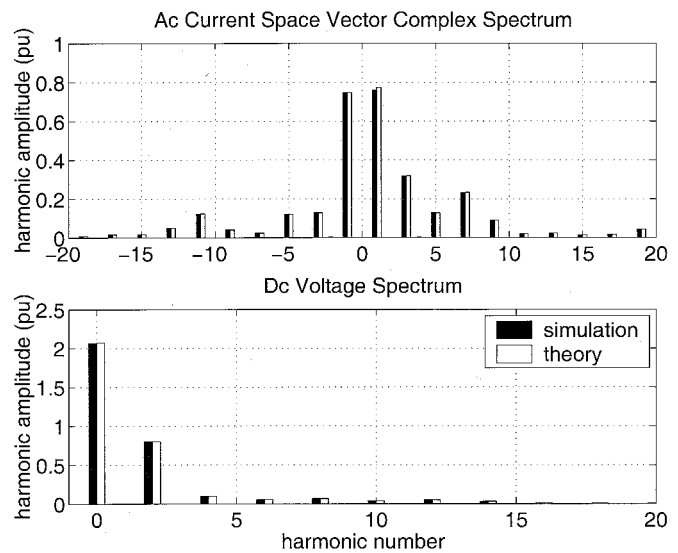 Ac Current Space Vector Complex Spectrum
harmonic amplitude (pu)
1
0.8
0.6
0.4
0.2
0
−20 −15 −10 −5 0 5 10 15 20
Dc Voltage Spectrum
harmonic amplitude (pu)
2.5
2
1.5
1
0.5
0
simulation
theory
0 5 10 15 20
harmonic number